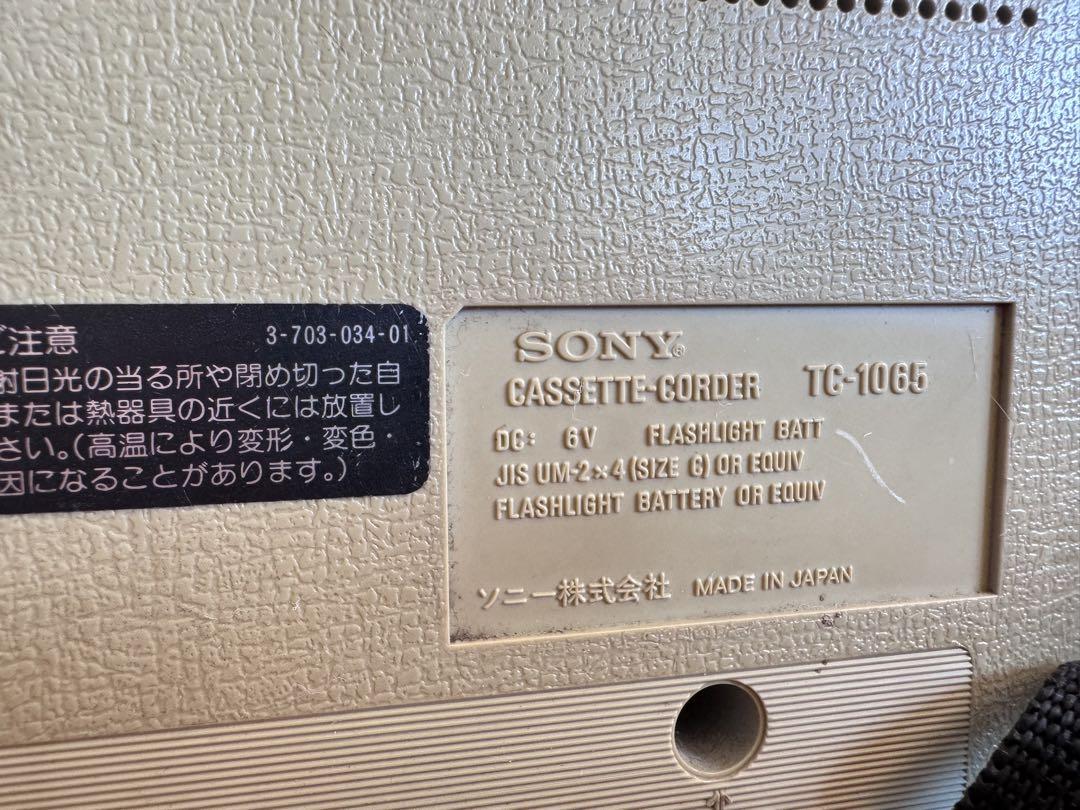 ご注意 3-703-034-01
射日光の当る所や閉め切った自
または熱器具の近くには放置し
さい。(高温により変形・変色・
因になることがあります。)
SONY®
CASSETTE-CORDER TC-1065
DC: 6V FLASHLIGHT BATT
JIS UM-2×4 (SIZE C) OR EQUIV
FLASHLIGHT BATTERY OR EQUIV
ソニー株式会社 MADE IN JAPAN